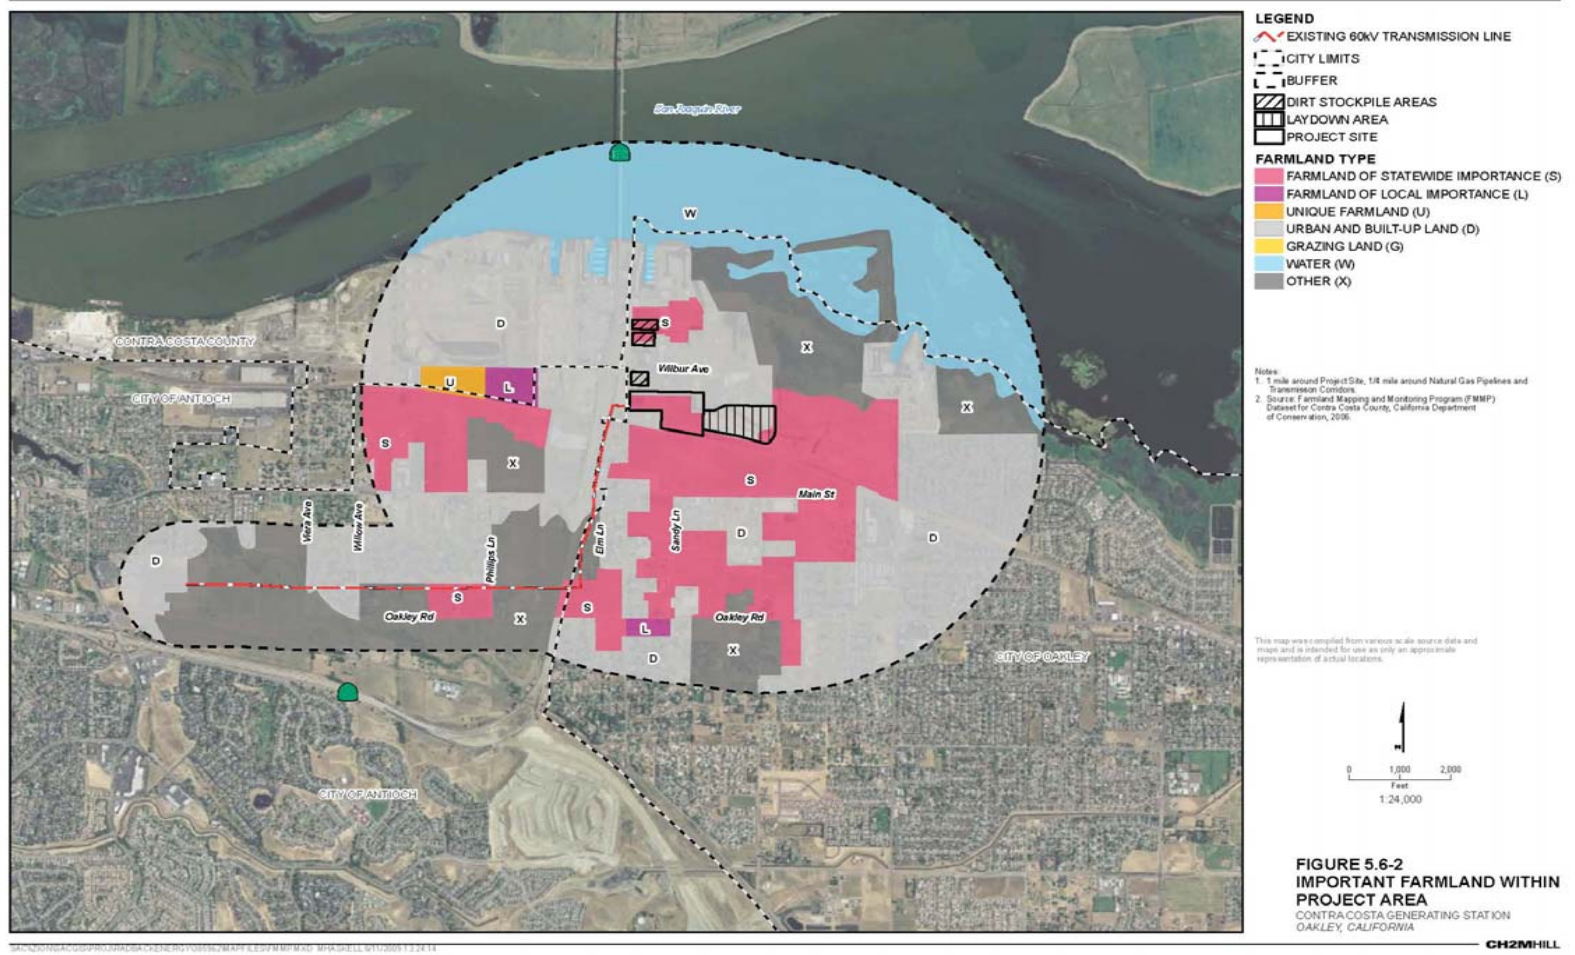 San Joaquin River
W
D
S
CONTRA COSTA COUNTY
X
Wilbur Ave
U
L
CITY OF ANTIOCH
X
S
X
S
Main St
Viera Ave
Willow Ave
Phillips Ln
Elm Ln
Sandy Ln
D
D
D
S
S
Oakley Rd
X
Oakley Rd
L
D
X
CITY OF OAKLEY
CITY OF ANTIOCH
LEGEND
EXISTING 60kV TRANSMISSION LINE
CITY LIMITS
BUFFER
DIRT STOCKPILE AREAS
LAYDOWN AREA
PROJECT SITE
FARMLAND TYPE
FARMLAND OF STATEWIDE IMPORTANCE (S)
FARMLAND OF LOCAL IMPORTANCE (L)
UNIQUE FARMLAND (U)
URBAN AND BUILT-UP LAND (D)
GRAZING LAND (G)
WATER (W)
OTHER (X)
Notes:
1. 1 mile around Project Site, 1/4 mile around Natural Gas Pipelines and
Transmission Corridors.
2. Source: Farmland Mapping and Monitoring Program (FMMP)
Dataset for Contra Costa County, California Department
of Conservation, 2006.
This map was compiled from various scale source data and
maps and is intended for use as only an approximate
representation of actual locations.
N
0 1,000 2,000
Feet
1:24,000
FIGURE 5.6-2
IMPORTANT FARMLAND WITHIN
PROJECT AREA
CONTRA COSTA GENERATING STATION
OAKLEY, CALIFORNIA
CH2MHILL